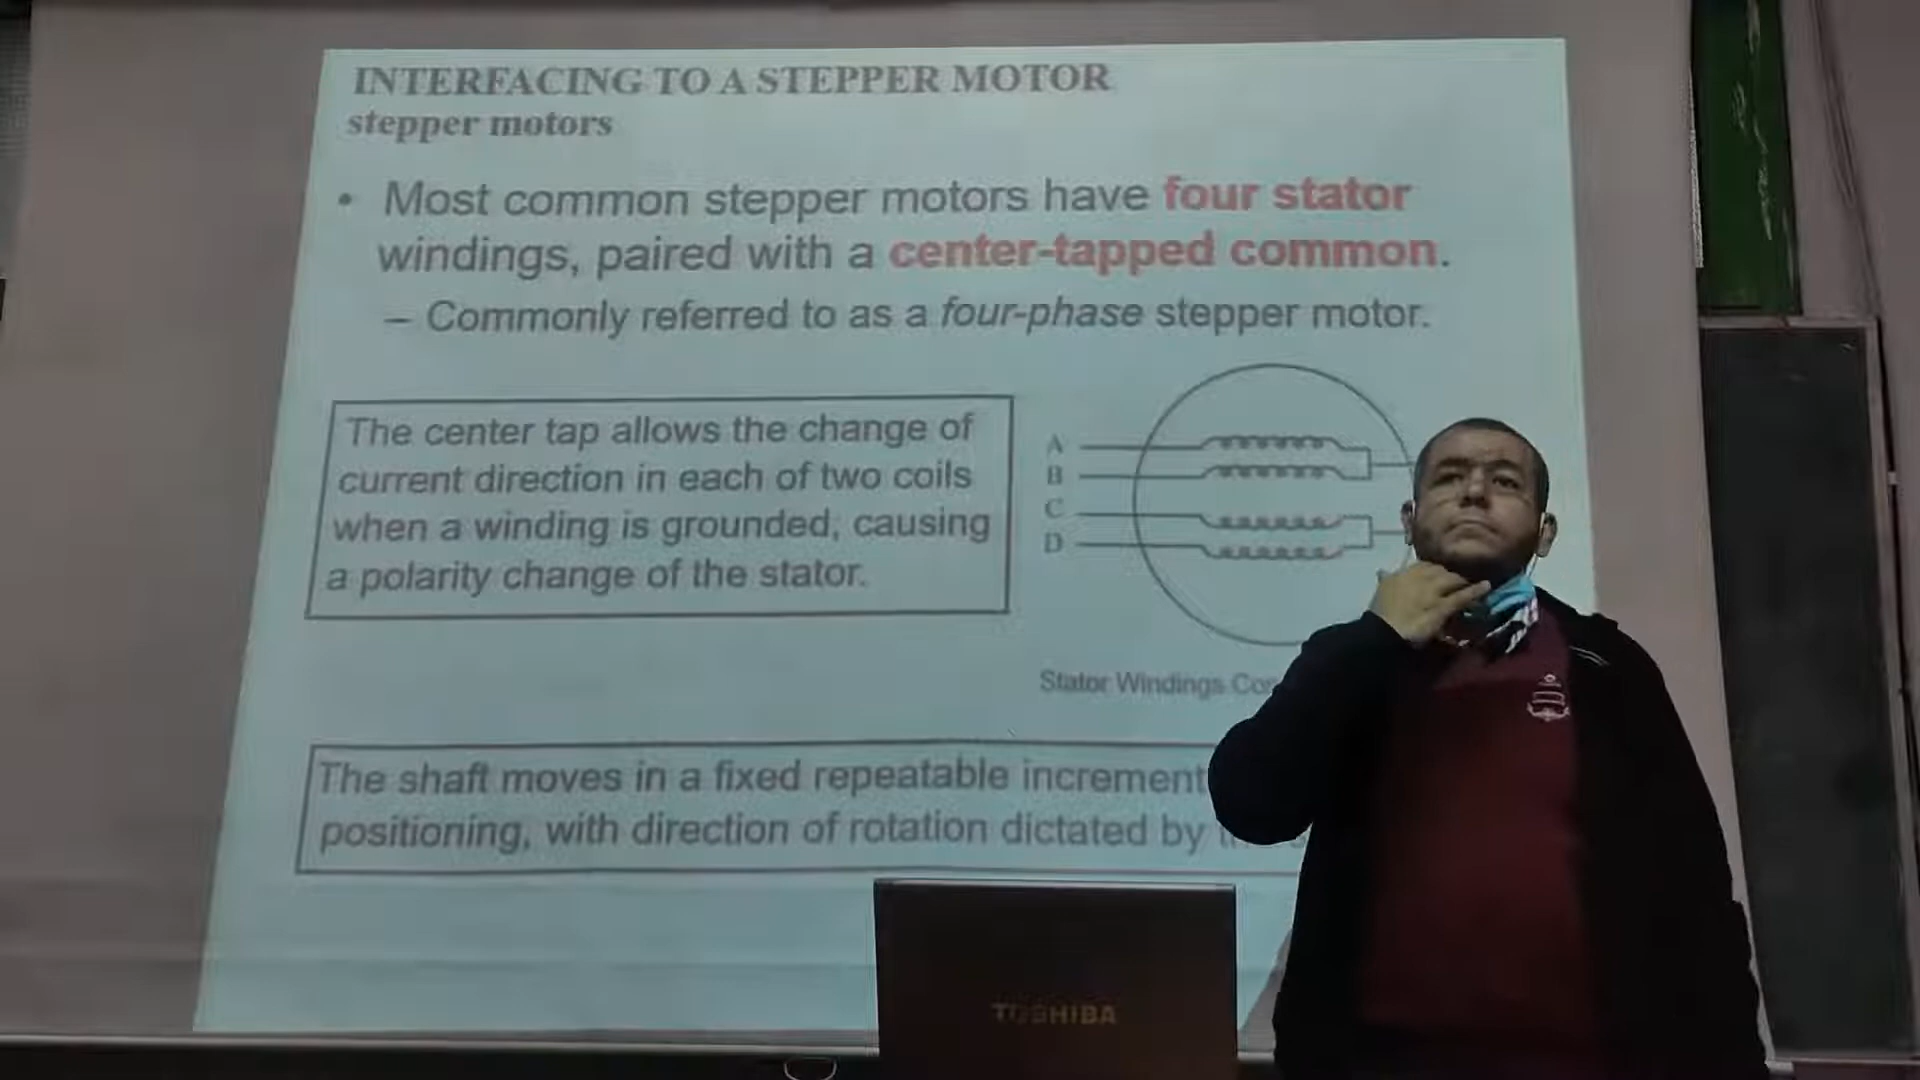 INTERFACING TO A STEPPER MOTOR
stepper motors
• Most common stepper motors have four stator
windings, paired with a center-tapped common.
– Commonly referred to as a four-phase stepper motor.
The center tap allows the change of
current direction in each of two coils
when a winding is grounded, causing
a polarity change of the stator.
A
B
C
D
Stator Windings
The shaft moves in a fixed repeatable increment
positioning, with direction of rotation dictated by
TOSHIBA